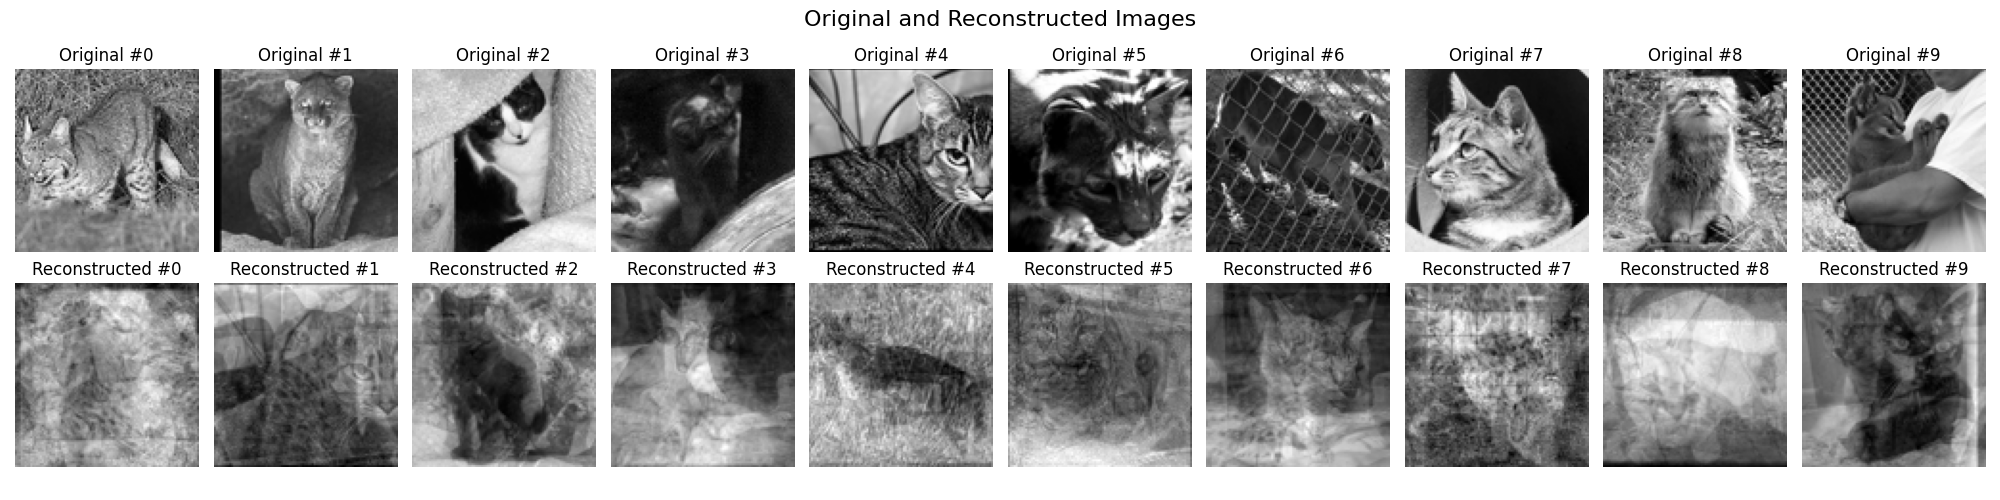 Original and Reconstructed Images
Original #0 Original #1 Original #2 Original #3 Original #4 Original #5 Original #6 Original #7 Original #8 Original #9
Reconstructed #0 Reconstructed #1 Reconstructed #2 Reconstructed #3 Reconstructed #4 Reconstructed #5 Reconstructed #6 Reconstructed #7 Reconstructed #8 Reconstructed #9